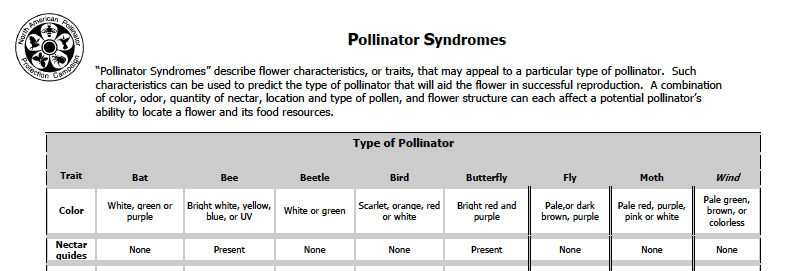 North American Pollinator
Protection Campaign
Pollinator Syndromes
“Pollinator Syndromes” describe flower characteristics, or traits, that may appeal to a particular type of pollinator. Such
characteristics can be used to predict the type of pollinator that will aid the flower in successful reproduction. A combination
of color, odor, quantity of nectar, location and type of pollen, and flower structure can each affect a potential pollinator’s
ability to locate a flower and its food resources.
Type of Pollinator
Trait Bat Bee Beetle Bird Butterfly Fly Moth Wind
Color
White, green or
purple
Bright white, yellow,
blue, or UV
White or green
Scarlet, orange, red
or white
Bright red and
purple
Pale,or dark
brown, purple
Pale red, purple,
pink or white
Pale green,
brown, or
colorless
Nectar
guides
None Present None None Present None None None